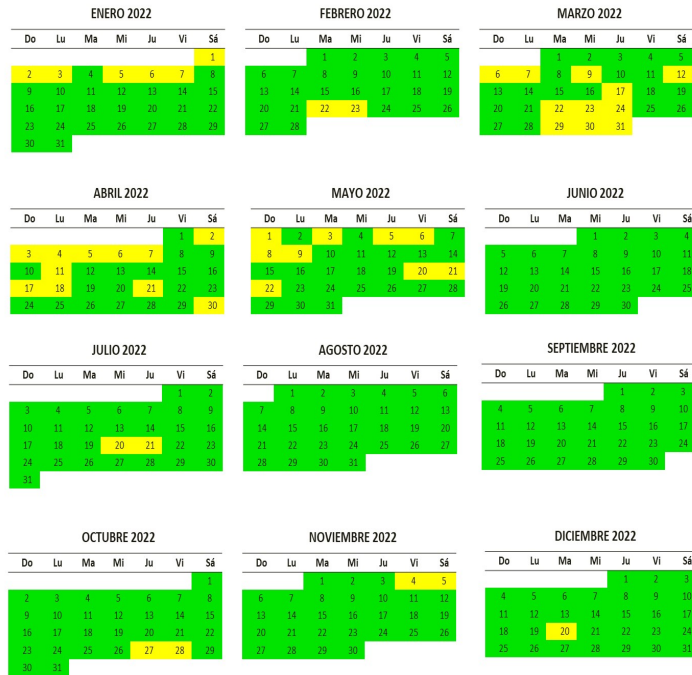 ENERO 2022
Do Lu Ma Mi Ju Vi Sá
1
2 3 4 5 6 7 8
9 10 11 12 13 14 15
16 17 18 19 20 21 22
23 24 25 26 27 28 29
30 31
FEBRERO 2022
Do Lu Ma Mi Ju Vi Sá
1 2 3 4 5
6 7 8 9 10 11 12
13 14 15 16 17 18 19
20 21 22 23 24 25 26
27 28
MARZO 2022
Do Lu Ma Mi Ju Vi Sá
1 2 3 4 5
6 7 8 9 10 11 12
13 14 15 16 17 18 19
20 21 22 23 24 25 26
27 28 29 30 31
ABRIL 2022
Do Lu Ma Mi Ju Vi Sá
1 2
3 4 5 6 7 8 9
10 11 12 13 14 15 16
17 18 19 20 21 22 23
24 25 26 27 28 29 30
MAYO 2022
Do Lu Ma Mi Ju Vi Sá
1 2 3 4 5 6 7
8 9 10 11 12 13 14
15 16 17 18 19 20 21
22 23 24 25 26 27 28
29 30 31
JUNIO 2022
Do Lu Ma Mi Ju Vi Sá
1 2 3 4
5 6 7 8 9 10 11
12 13 14 15 16 17 18
19 20 21 22 23 24 25
26 27 28 29 30
JULIO 2022
Do Lu Ma Mi Ju Vi Sá
1 2
3 4 5 6 7 8 9
10 11 12 13 14 15 16
17 18 19 20 21 22 23
24 25 26 27 28 29 30
31
AGOSTO 2022
Do Lu Ma Mi Ju Vi Sá
1 2 3 4 5 6
7 8 9 10 11 12 13
14 15 16 17 18 19 20
21 22 23 24 25 26 27
28 29 30 31
SEPTIEMBRE 2022
Do Lu Ma Mi Ju Vi Sá
1 2 3
4 5 6 7 8 9 10
11 12 13 14 15 16 17
18 19 20 21 22 23 24
25 26 27 28 29 30
OCTUBRE 2022
Do Lu Ma Mi Ju Vi Sá
1
2 3 4 5 6 7 8
9 10 11 12 13 14 15
16 17 18 19 20 21 22
23 24 25 26 27 28 29
30 31
NOVIEMBRE 2022
Do Lu Ma Mi Ju Vi Sá
1 2 3 4 5
6 7 8 9 10 11 12
13 14 15 16 17 18 19
20 21 22 23 24 25 26
27 28 29 30
DICIEMBRE 2022
Do Lu Ma Mi Ju Vi Sá
1 2 3
4 5 6 7 8 9 10
11 12 13 14 15 16 17
18 19 20 21 22 23 24
25 26 27 28 29 30 31